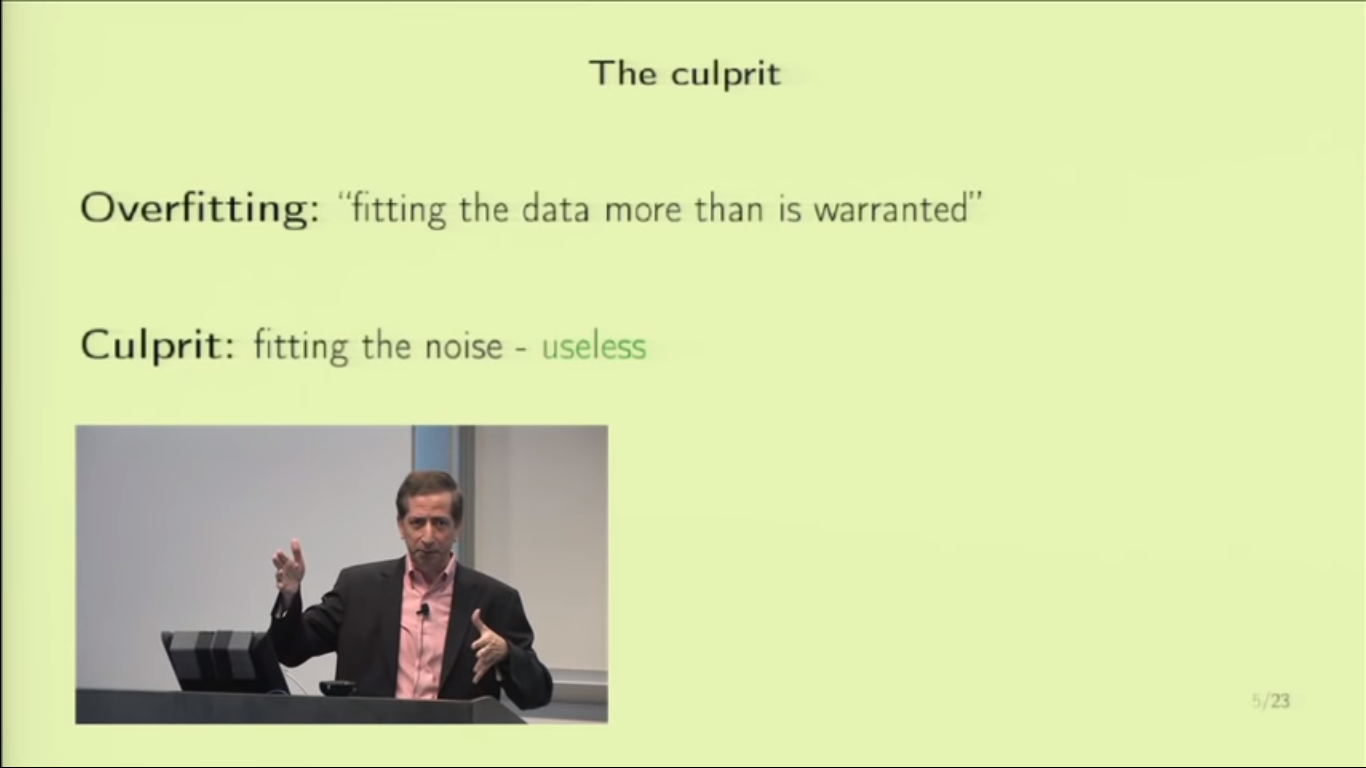 The culprit
Overfitting: “fitting the data more than is warranted”
Culprit: fitting the noise - useless
5/23